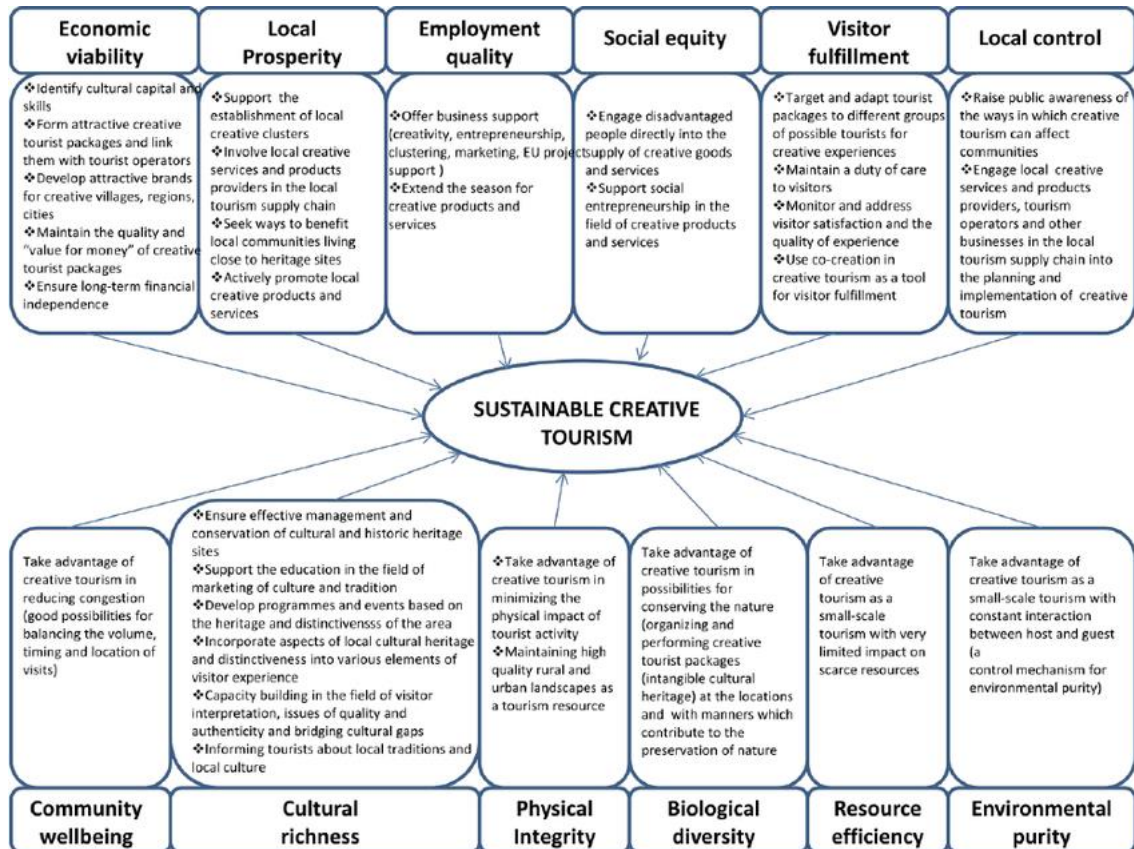 Economic
viability
Local
Prosperity
Employment
quality
Social equity
Visitor
fulfillment
Local control
❖Identify cultural capital and
skills
❖Form attractive creative
tourist packages and link
them with tourist operators
❖Develop attractive brands
for creative villages, regions,
cities
❖Maintain the quality and
"value for money" of creative
tourist packages
❖Ensure long-term financial
independence
❖Support the
establishment of local
creative clusters
❖Involve local creative
services and products
providers in the local
tourism supply chain
❖Seek ways to benefit
local communities living
close to heritage sites
❖Actively promote local
creative products and
services
❖Offer business support
(creativity, entrepreneurship,
clustering, marketing, EU project
support )
❖Extend the season for
creative products and
services
❖Engage disadvantaged
people directly into the
supply of creative goods
and services
❖Support social
entrepreneurship in the
field of creative products
and services
❖Target and adapt tourist
packages to different groups
of possible tourists for
creative experiences
❖Maintain a duty of care
to visitors
❖Monitor and address
visitor satisfaction and the
quality of experience
❖Use co-creation in
creative tourism as a tool
for visitor fulfillment
❖Raise public awareness of
the ways in which creative
tourism can affect
communities
❖Engage local creative
services and products
providers, tourism
operators and other
businesses in the local
tourism supply chain into
the planning and
implementation of creative
tourism
SUSTAINABLE CREATIVE
TOURISM
Take advantage of
creative tourism in
reducing congestion
(good possibilities for
balancing the volume,
timing and location of
visits)
❖Ensure effective management and
conservation of cultural and historic heritage
sites
❖Support the education in the field of
marketing of culture and tradition
❖Develop programmes and events based on
the heritage and distinctivensss of the area
❖Incorporate aspects of local cultural heritage
and distinctiveness into various elements of
visitor experience
❖Capacity building in the field of visitor
interpretation, issues of quality and
authenticity and bridging cultural gaps
❖Informing tourists about local traditions and
local culture
❖Take advantage of
creative tourism in
minimizing the
physical impact of
tourist activity
❖Maintaining high
quality rural and
urban landscapes as
a tourism resource
Take advantage of
creative tourism in
possibilities for
conserving the nature
(organizing and
performing creative
tourist packages
(intangible cultural
heritage) at the locations
and with manners which
contribute to the
preservation of nature
Take advantage
of creative
tourism as a
small-scale
tourism with very
limited impact on
scarce resources
Take advantage of
creative tourism as a
small-scale tourism with
constant interaction
between host and guest
(a
control mechanism for
environmental purity)
Community
wellbeing
Cultural
richness
Physical
Integrity
Biological
diversity
Resource
efficiency
Environmental
purity